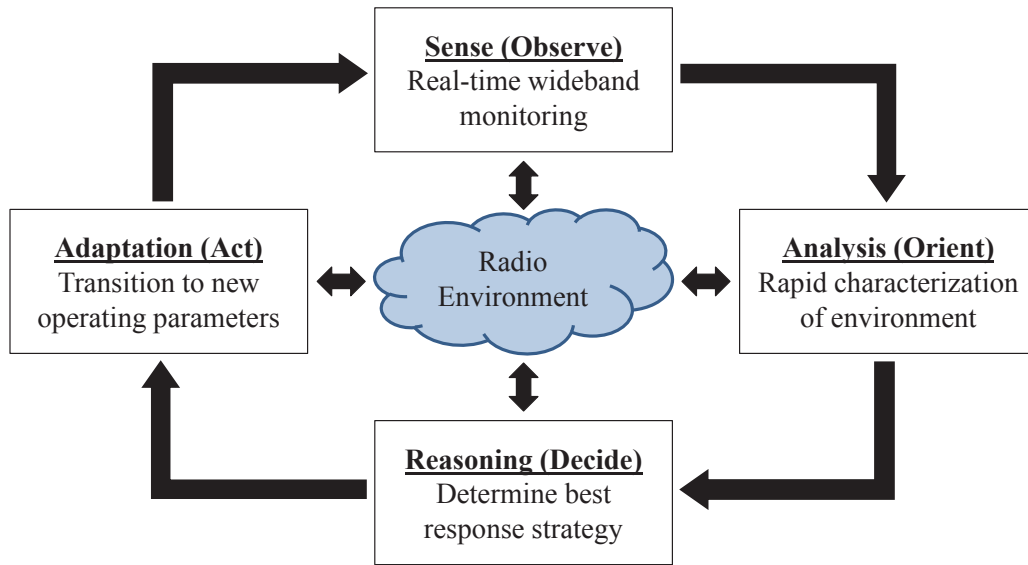 Sense (Observe)
Real-time wideband
monitoring
Adaptation (Act)
Transition to new
operating parameters
Radio
Environment
Analysis (Orient)
Rapid characterization
of environment
Reasoning (Decide)
Determine best
response strategy